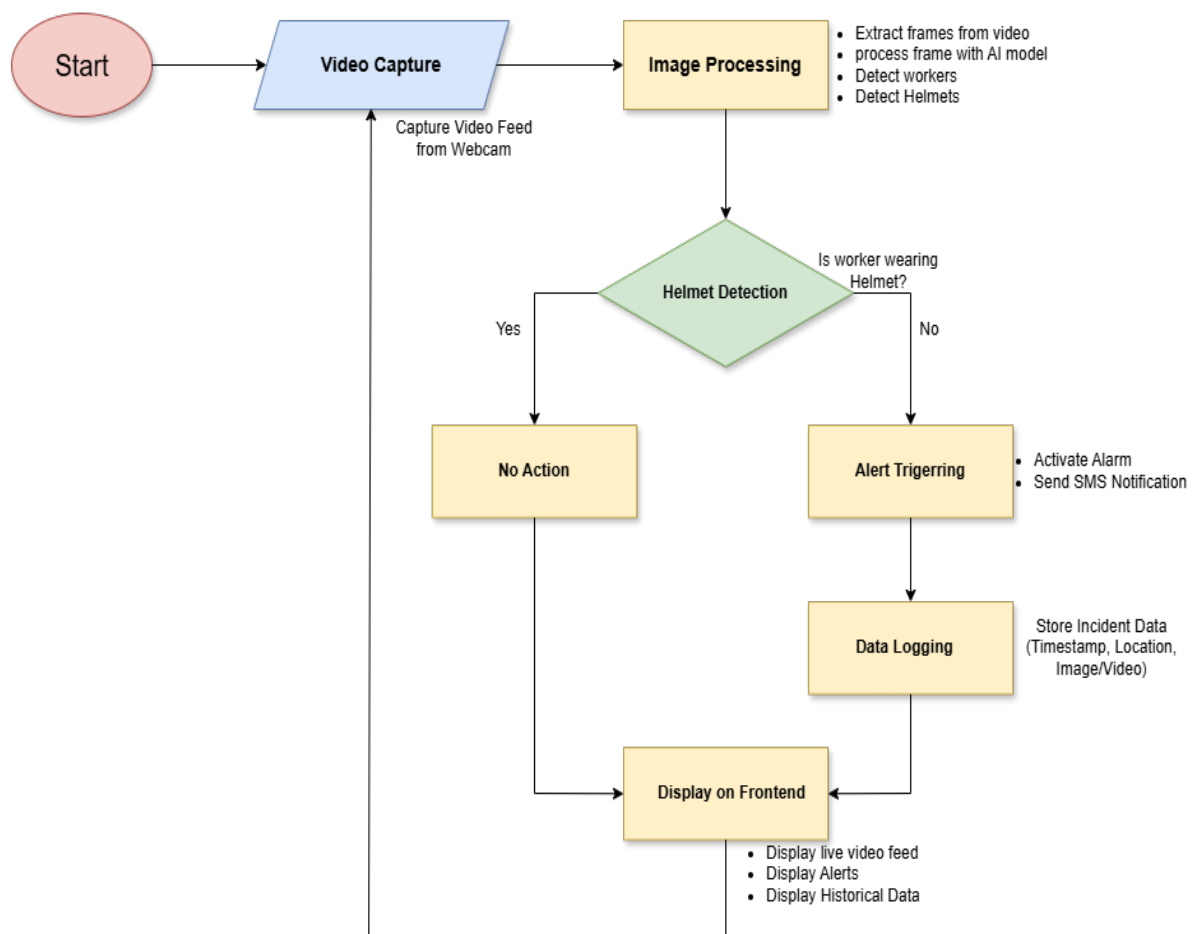 Start
Video Capture
Capture Video Feed
from Webcam
Image Processing
• Extract frames from video
• process frame with AI model
• Detect workers
• Detect Helmets
Is worker wearing
Helmet?
Helmet Detection
Yes
No
No Action
Alert Trigerring
• Activate Alarm
• Send SMS Notification
Data Logging
Store Incident Data
(Timestamp, Location,
Image/Video)
Display on Frontend
• Display live video feed
• Display Alerts
• Display Historical Data